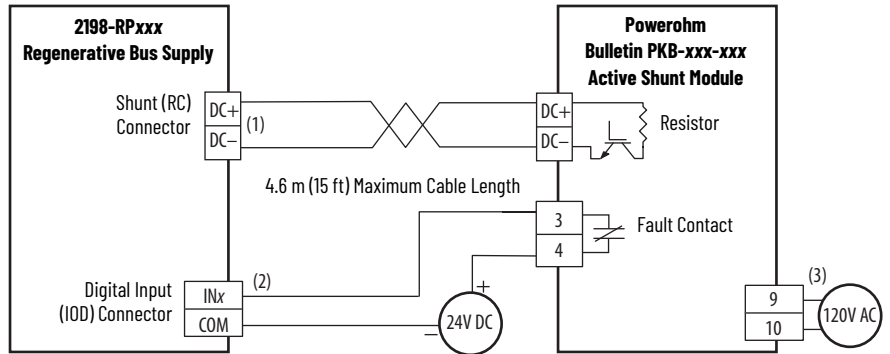 2198-RPxxx
Regenerative Bus Supply
Powerohm
Bulletin PKB-xxx-xxx
Active Shunt Module
Shunt (RC)
Connector
DC+
DC−
(1)
DC+
DC−
Resistor
4.6 m (15 ft) Maximum Cable Length
3
4
Fault Contact
Digital Input
(IOD) Connector
INx
COM
(2)
+
−
24V DC
9
10
(3)
120V AC